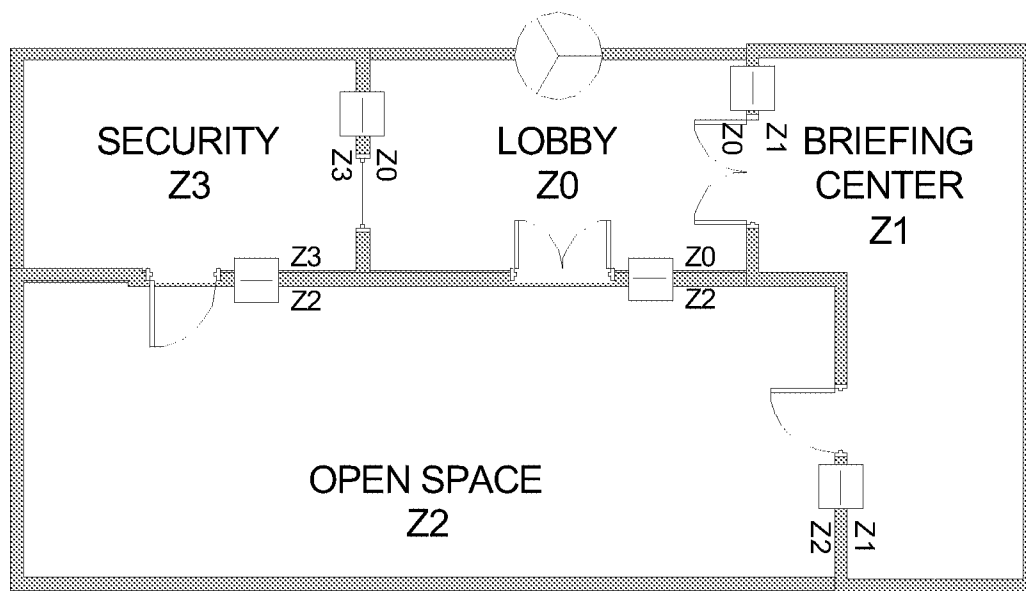 SECURITY
Z3
LOBBY
Z0
BRIEFING
CENTER
Z1
Z0
Z3
Z1
Z0
Z3
Z2
Z0
Z2
OPEN SPACE
Z2
Z1
Z2